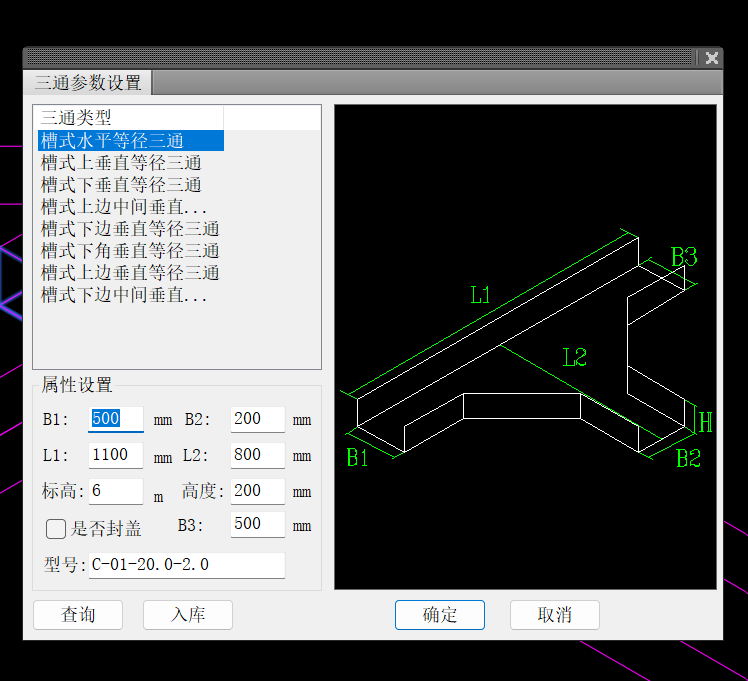 三通参数设置
三通类型
槽式水平等径三通
槽式上垂直等径三通
槽式下垂直等径三通
槽式上边中间垂直...
槽式下边垂直等径三通
槽式下角垂直等径三通
槽式上边垂直等径三通
槽式下边中间垂直...
属性设置
B1: 500 mm B2: 200 mm
L1: 1100 mm L2: 800 mm
标高: 6 m 高度: 200 mm
是否封盖 B3: 500 mm
型号: C-01-20.0-2.0
查询 入库 确定 取消
B3
L1
L2
H
B1
B2